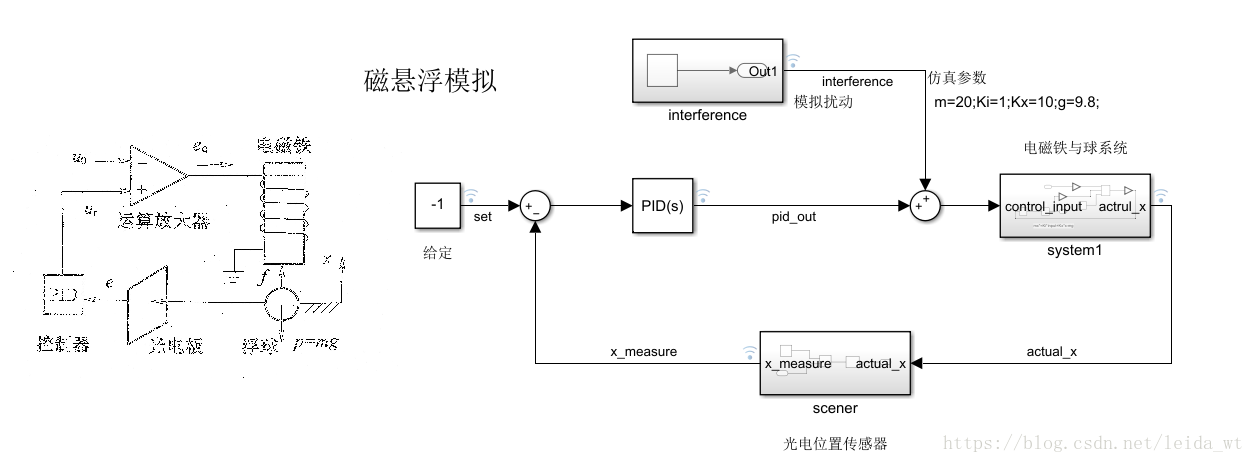 磁悬浮模拟
Out1
interference
interference
模拟扰动
仿真参数
m=20;Ki=1;Kx=10;g=9.8;
电磁铁与球系统
-1
set
给定
+
-
PID(s)
pid_out
+
+
control_input
actrul_x
system1
x_measure
actual_x
x_measure
actual_x
scener
光电位置传感器
电磁铁
u₀
-
+
uᵣ
运算放大器
f
x
PID
e
控制器
光电板
浮球
p=mg
https://blog.csdn.net/leida_wt